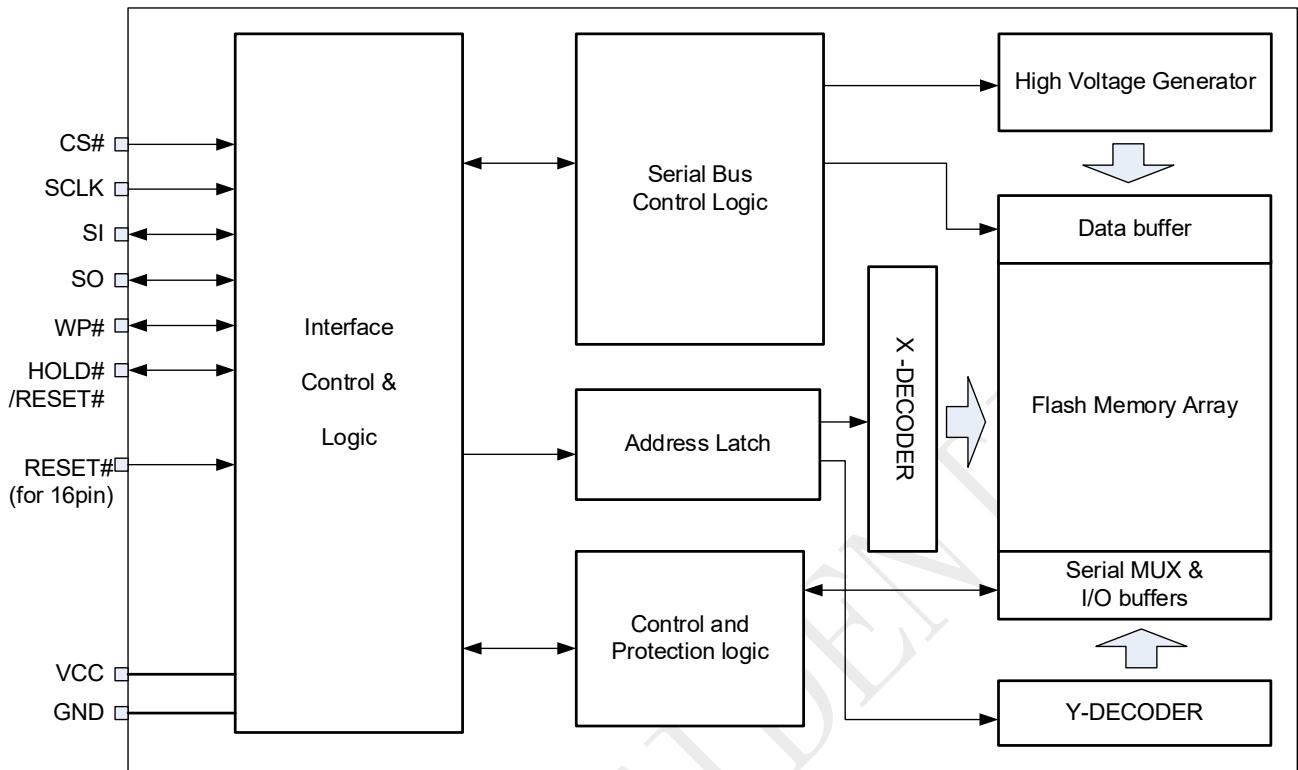 CS#
SCLK
SI
SO
WP#
HOLD#
/RESET#
RESET#
(for 16pin)
VCC
GND
Interface
Control &
Logic
Serial Bus
Control Logic
Address Latch
Control and
Protection logic
X -DECODER
High Voltage Generator
Data buffer
Flash Memory Array
Serial MUX &
I/O buffers
Y-DECODER